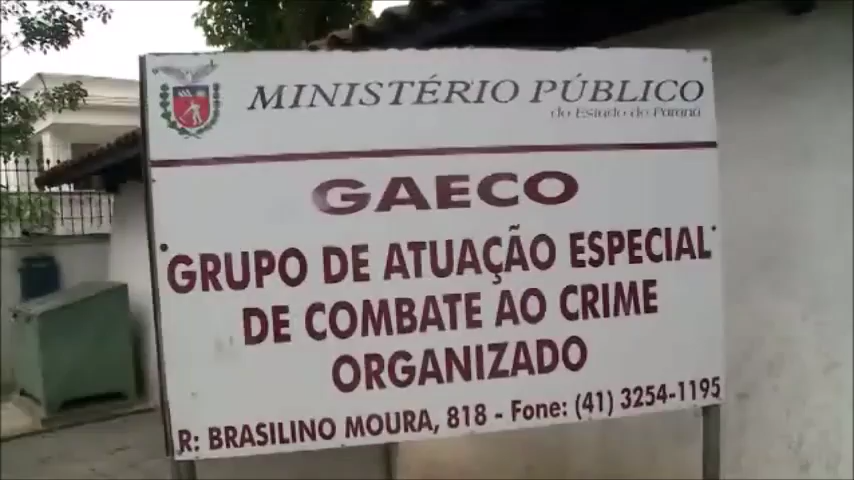 MINISTÉRIO PÚBLICO
do Estado do Paraná
GAECO
GRUPO DE ATUAÇÃO ESPECIAL
DE COMBATE AO CRIME
ORGANIZADO
R: BRASILINO MOURA, 818 - Fone: (41) 3254-1195